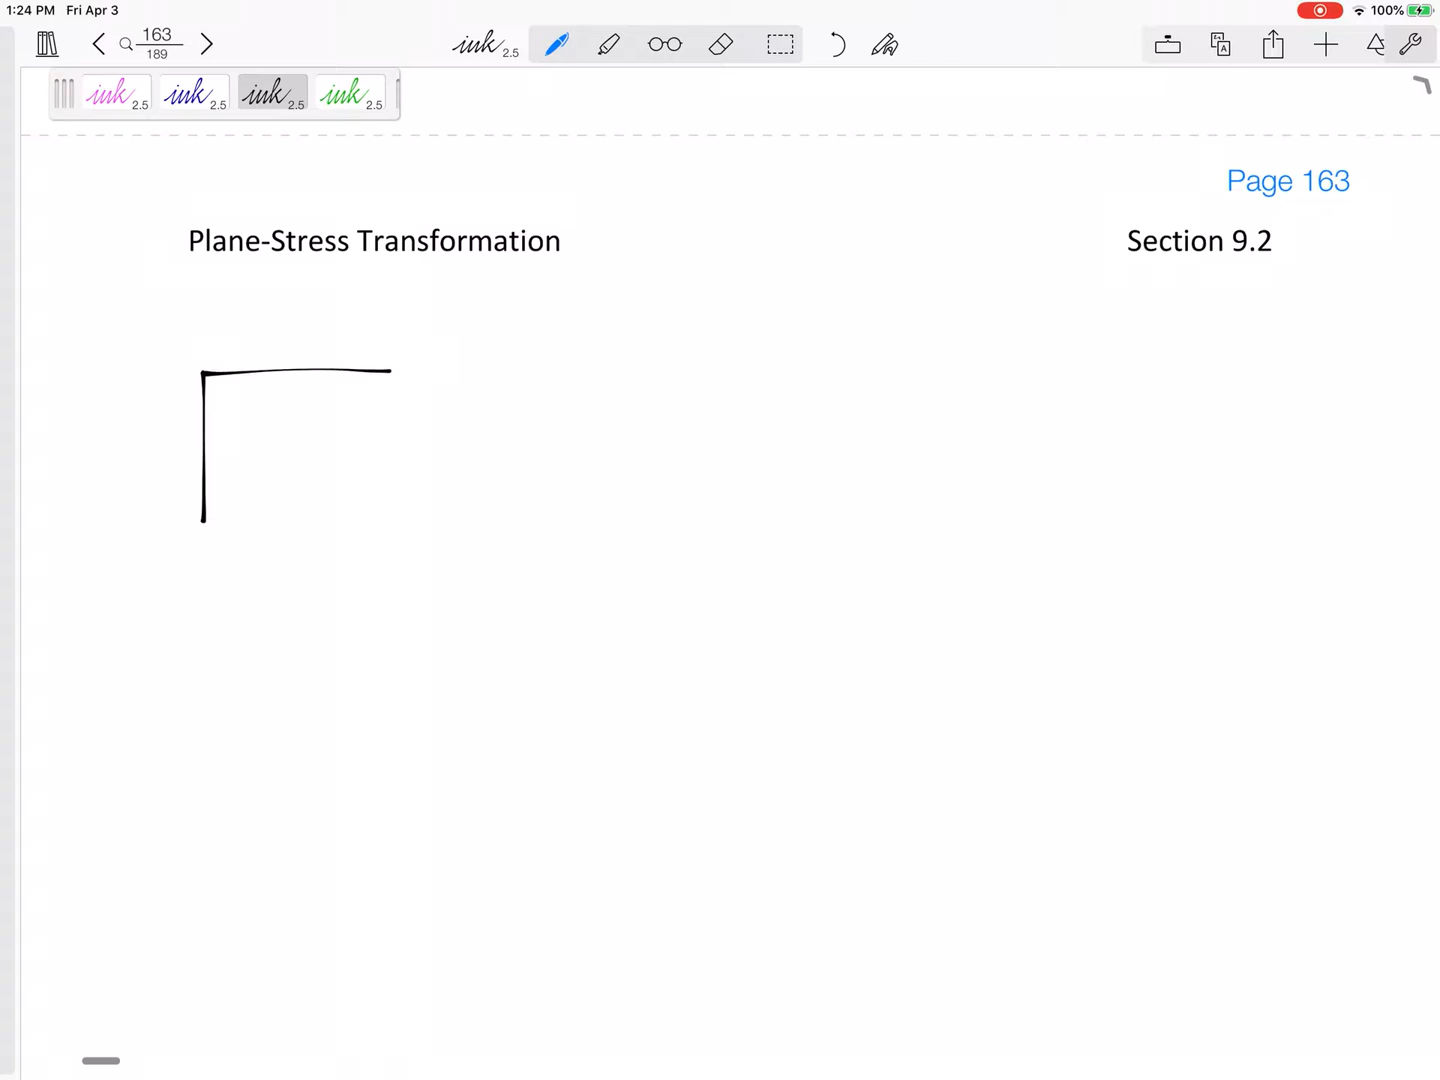 1:24 PM Fri Apr 3
100%
163
189
ink 2.5
ink 2.5
ink 2.5
ink 2.5
ink 2.5
Page 163
Plane-Stress Transformation
Section 9.2